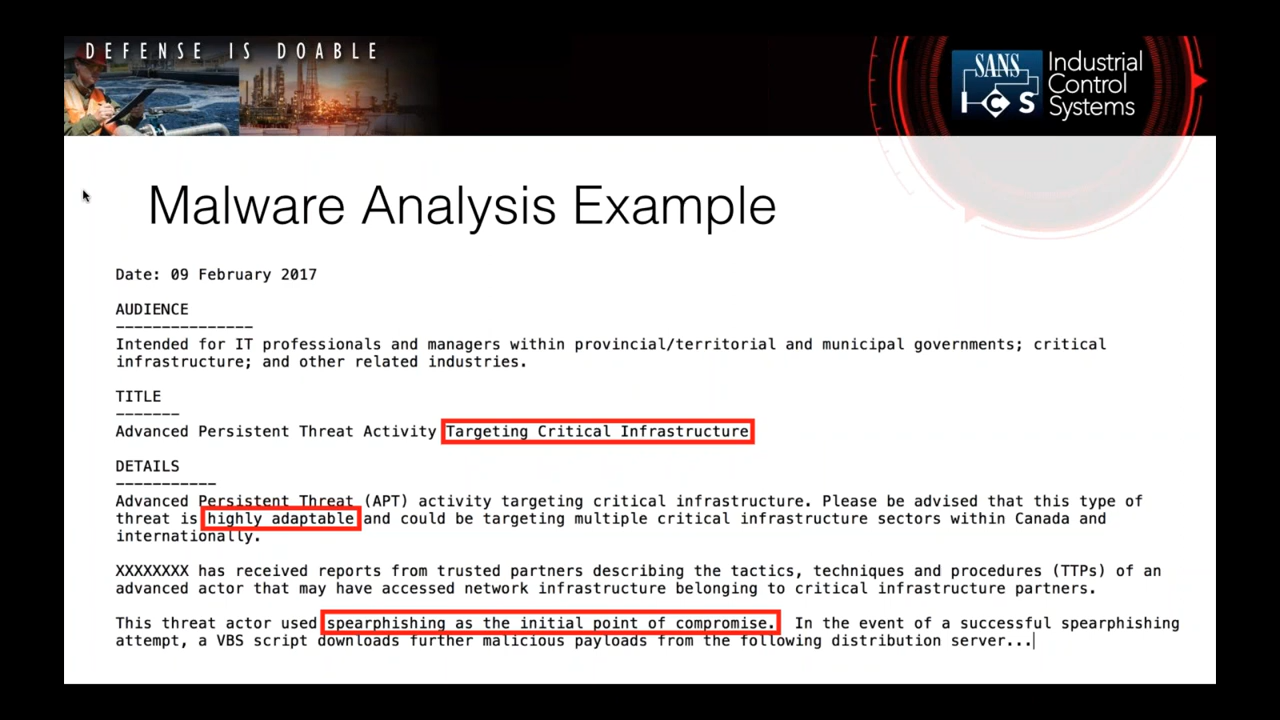 DEFENSE IS DOABLE
SANS
ICS
Industrial
Control
Systems
Malware Analysis Example
Date: 09 February 2017
AUDIENCE
---------------
Intended for IT professionals and managers within provincial/territorial and municipal governments; critical
infrastructure; and other related industries.
TITLE
-------
Advanced Persistent Threat Activity Targeting Critical Infrastructure
DETAILS
-----------
Advanced Persistent Threat (APT) activity targeting critical infrastructure. Please be advised that this type of
threat is highly adaptable and could be targeting multiple critical infrastructure sectors within Canada and
internationally.
XXXXXXXX has received reports from trusted partners describing the tactics, techniques and procedures (TTPs) of an
advanced actor that may have accessed network infrastructure belonging to critical infrastructure partners.
This threat actor used spearphishing as the initial point of compromise. In the event of a successful spearphishing
attempt, a VBS script downloads further malicious payloads from the following distribution server...